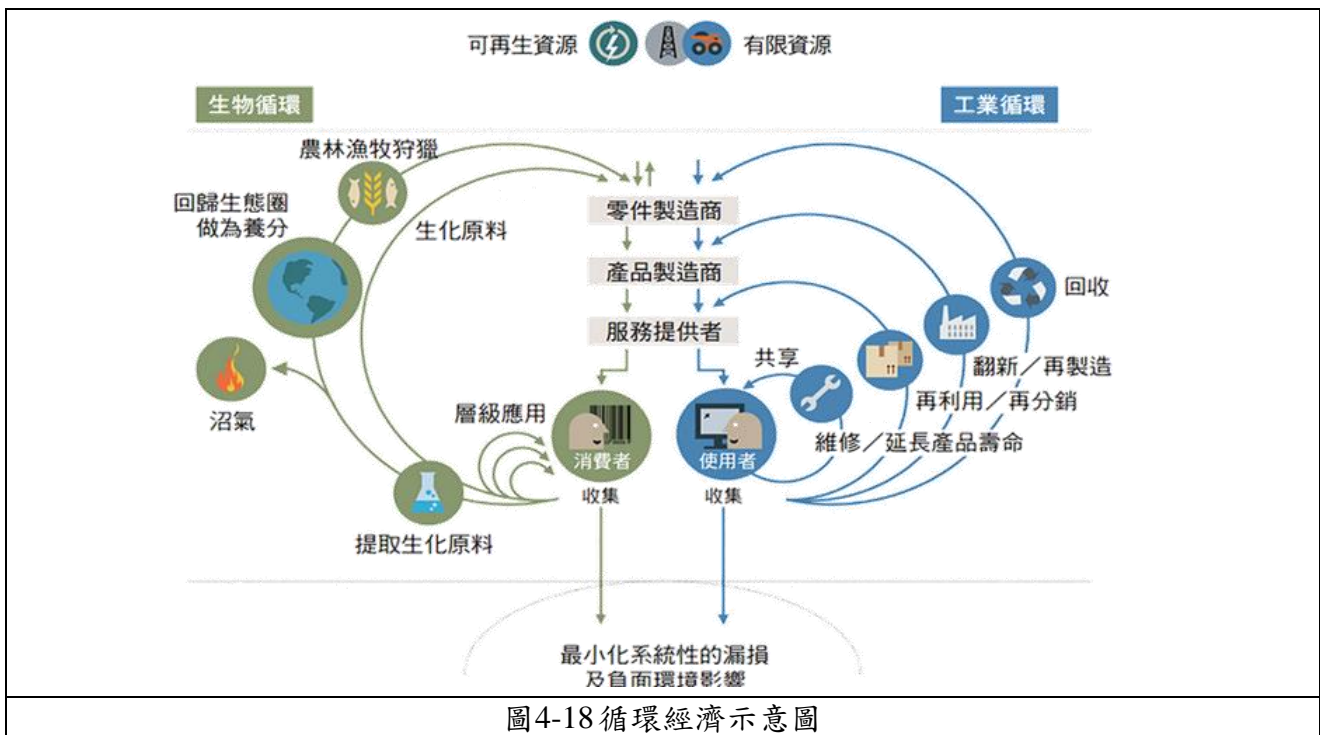 可再生資源
有限資源
生物循環
工業循環
農林漁牧狩獵
回歸生態圈
做為養分
生化原料
零件製造商
產品製造商
服務提供者
回收
翻新／再製造
共享
再利用／再分銷
維修／延長產品壽命
沼氣
層級應用
消費者
使用者
收集
收集
提取生化原料
最小化系統性的漏損
及負面環境影響
圖4-18循環經濟示意圖